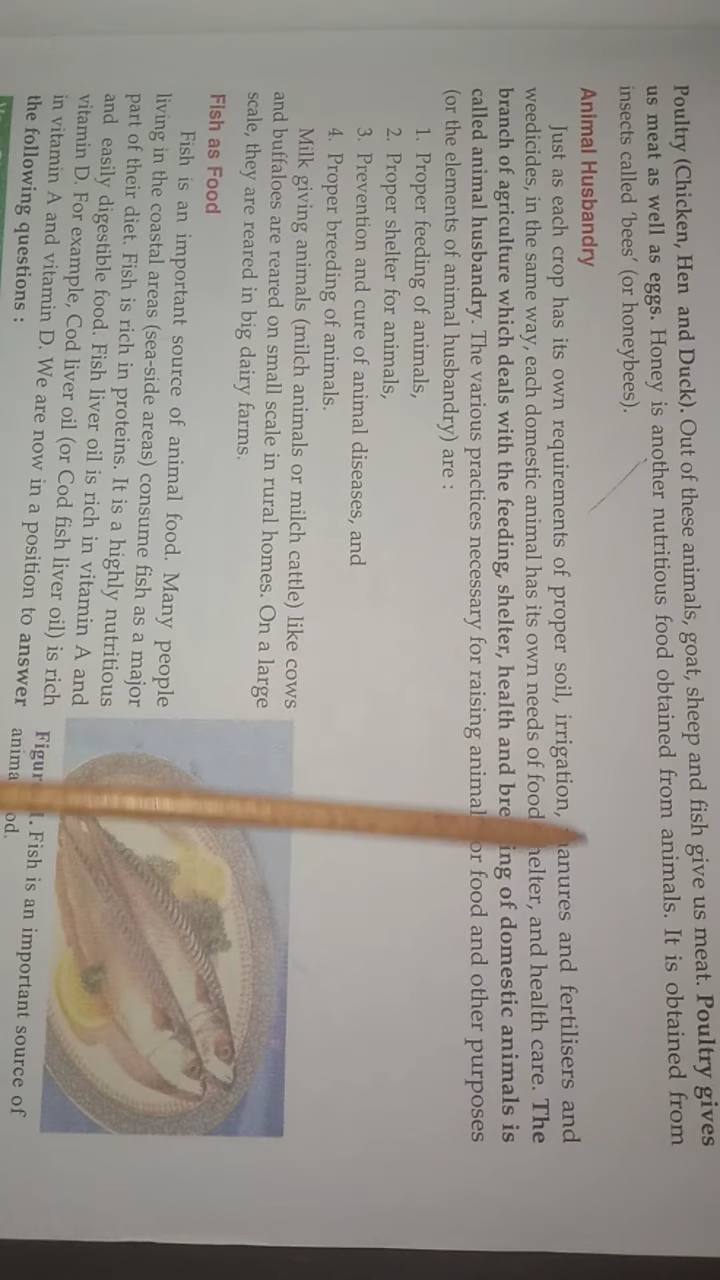 Poultry (Chicken, Hen and Duck). Out of these animals, goat, sheep and fish give us meat. Poultry gives
us meat as well as eggs. Honey is another nutritious food obtained from animals. It is obtained from
insects called 'bees' (or honeybees).
Animal Husbandry
Just as each crop has its own requirements of proper soil, irrigation, manures and fertilisers and
weedicides, in the same way, each domestic animal has its own needs of food, shelter, and health care. The
branch of agriculture which deals with the feeding, shelter, health and breeding of domestic animals is
called animal husbandry. The various practices necessary for raising animals for food and other purposes
(or the elements of animal husbandry) are :
1. Proper feeding of animals,
2. Proper shelter for animals,
3. Prevention and cure of animal diseases, and
4. Proper breeding of animals.
Milk giving animals (milch animals or milch cattle) like cows
and buffaloes are reared on small scale in rural homes. On a large
scale, they are reared in big dairy farms.
Fish as Food
Fish is an important source of animal food. Many people
living in the coastal areas (sea-side areas) consume fish as a major
part of their diet. Fish is rich in proteins. It is a highly nutritious
and easily digestible food. Fish liver oil is rich in vitamin A and
vitamin D. For example, Cod liver oil (or Cod fish liver oil) is rich
in vitamin A and vitamin D. We are now in a position to answer
the following questions :
Fish is an important source of